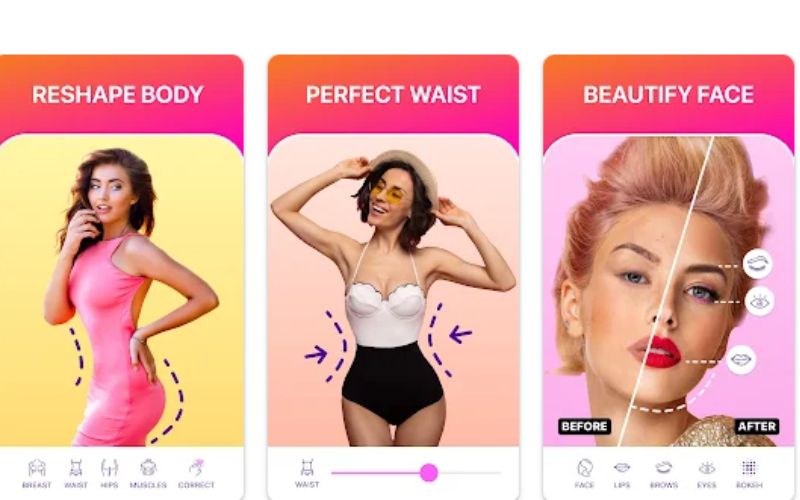 RESHAPE BODY
BREAST WAIST HIPS MUSCLES CORRECT
PERFECT WAIST
WAIST
BEAUTIFY FACE
BEFORE AFTER
FACE LIPS BROWS EYES BOKEH